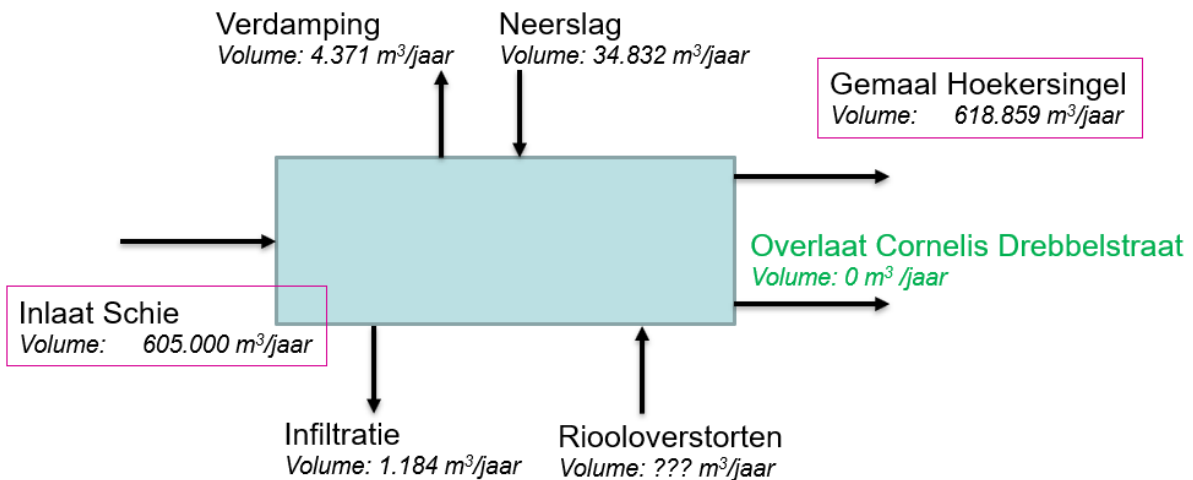 Verdamping
Volume: 4.371 m³/jaar
Neerslag
Volume: 34.832 m³/jaar
Gemaal Hoekersingel
Volume: 618.859 m³/jaar
Overlaat Cornelis Drebbelstraat
Volume: 0 m³ /jaar
Inlaat Schie
Volume: 605.000 m³/jaar
Infiltratie
Volume: 1.184 m³/jaar
Riooloverstorten
Volume: ??? m³/jaar